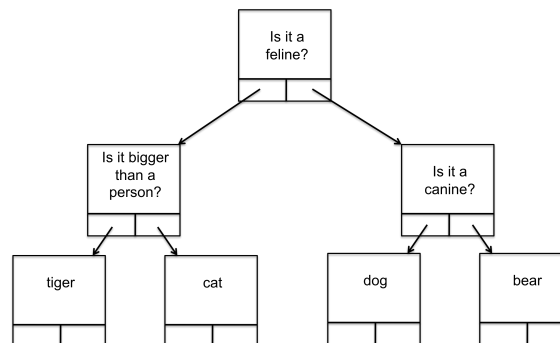 Is it a
feline?
Is it bigger
than a
person?
Is it a
canine?
tiger
cat
dog
bear